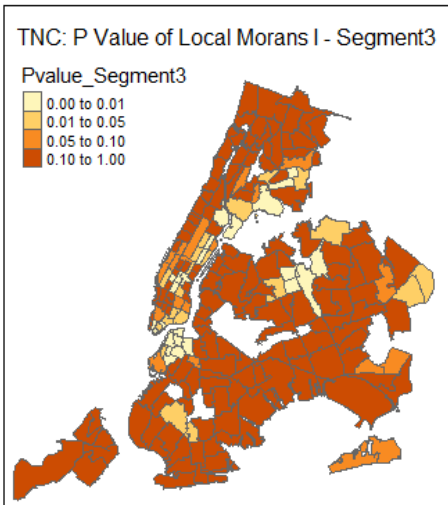 TNC: P Value of Local Morans I - Segment3
Pvalue_Segment3
0.00 to 0.01
0.01 to 0.05
0.05 to 0.10
0.10 to 1.00